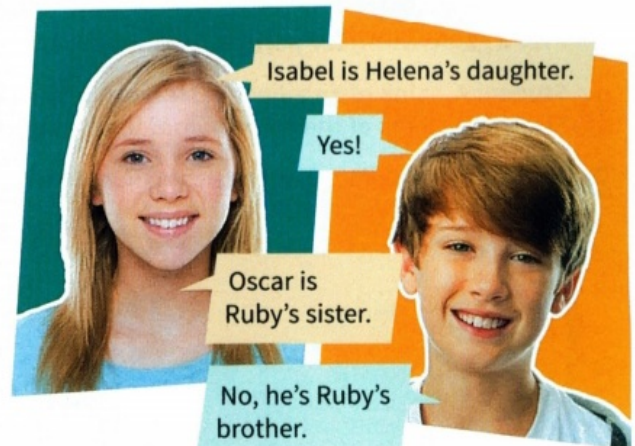 Isabel is Helena's daughter.
Yes!
Oscar is
Ruby's sister.
No, he's Ruby's
brother.